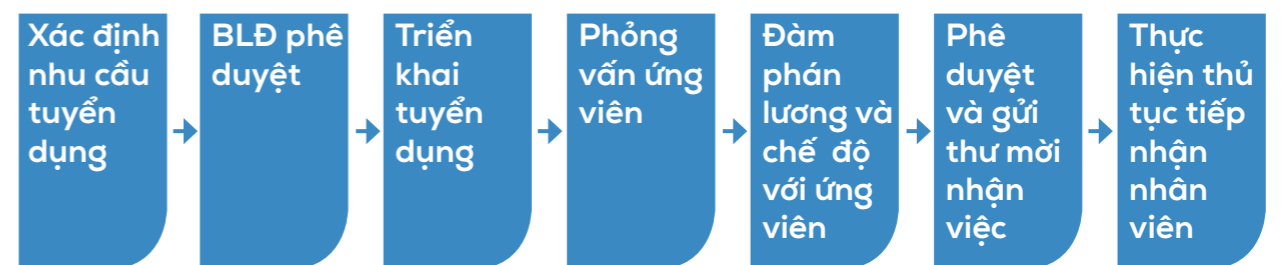 Xác định
nhu cầu
tuyển
dụng
BLĐ phê
duyệt
Triển
khai
tuyển
dụng
Phỏng
vấn ứng
viên
Đàm
phán
lương và
chế độ
với ứng
viên
Phê
duyệt
và gửi
thư mời
nhận
việc
Thực
hiện thủ
tục tiếp
nhận
nhân
viên